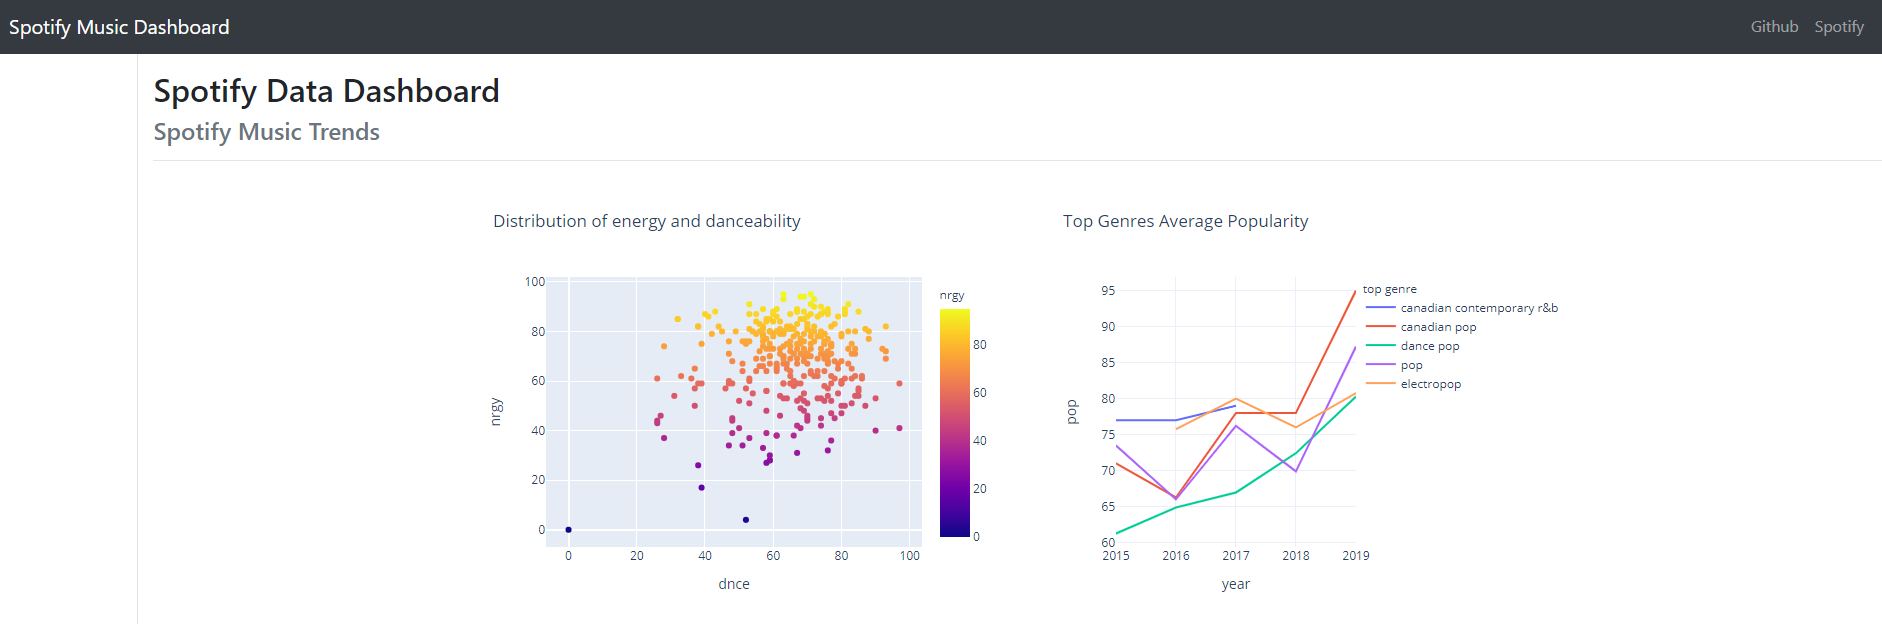 Spotify Music Dashboard
Github Spotify
Spotify Data Dashboard
Spotify Music Trends
Distribution of energy and danceability
nrgy
100
80
60
40
20
0
0 20 40 60 80 100
dnce
nrgy
80
60
40
20
0
Top Genres Average Popularity
pop
95
90
85
80
75
70
65
60
2015 2016 2017 2018 2019
year
top genre
canadian contemporary r&b
canadian pop
dance pop
pop
electropop